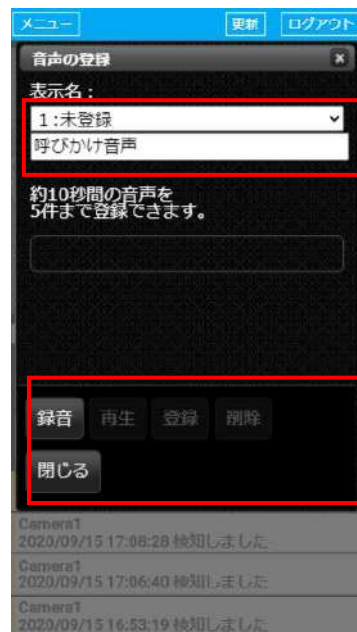 メニュー 更新 ログアウト
音声の登録 x
表示名：
1：未登録
呼びかけ音声
約10秒間の音声を
5件まで登録できます。
録音 再生 登録 削除
閉じる
Camera1
2020/09/15 17:08:28 検知しました
Camera1
2020/09/15 17:06:40 検知しました
Camera1
2020/09/15 16:53:19 検知しました